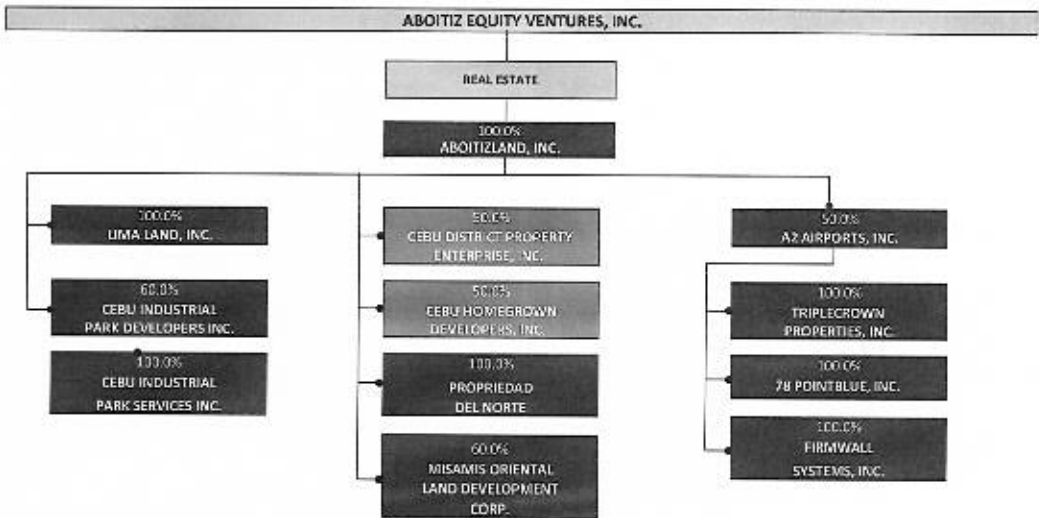 ABOITIZ EQUITY VENTURES, INC.
REAL ESTATE
100.0%
ABOITIZLAND, INC.
100.0%
LIMA LAND, INC.
60.0%
CEBU INDUSTRIAL
PARK DEVELOPERS INC.
100.0%
CEBU INDUSTRIAL
PARK SERVICES INC.
50.0%
CEBU DISTRICT PROPERTY
ENTERPRISE, INC.
50.0%
CEBU HOMEGROWN
DEVELOPERS, INC.
100.0%
PROPRIEDAD
DEL NORTE
60.0%
MISAMIS ORIENTAL
LAND DEVELOPMENT
CORP.
50.0%
A2 AIRPORTS, INC.
100.0%
TRIPLECROWN
PROPERTIES, INC.
100.0%
78 POINTBLUE, INC.
100.0%
FIRMWALL
SYSTEMS, INC.